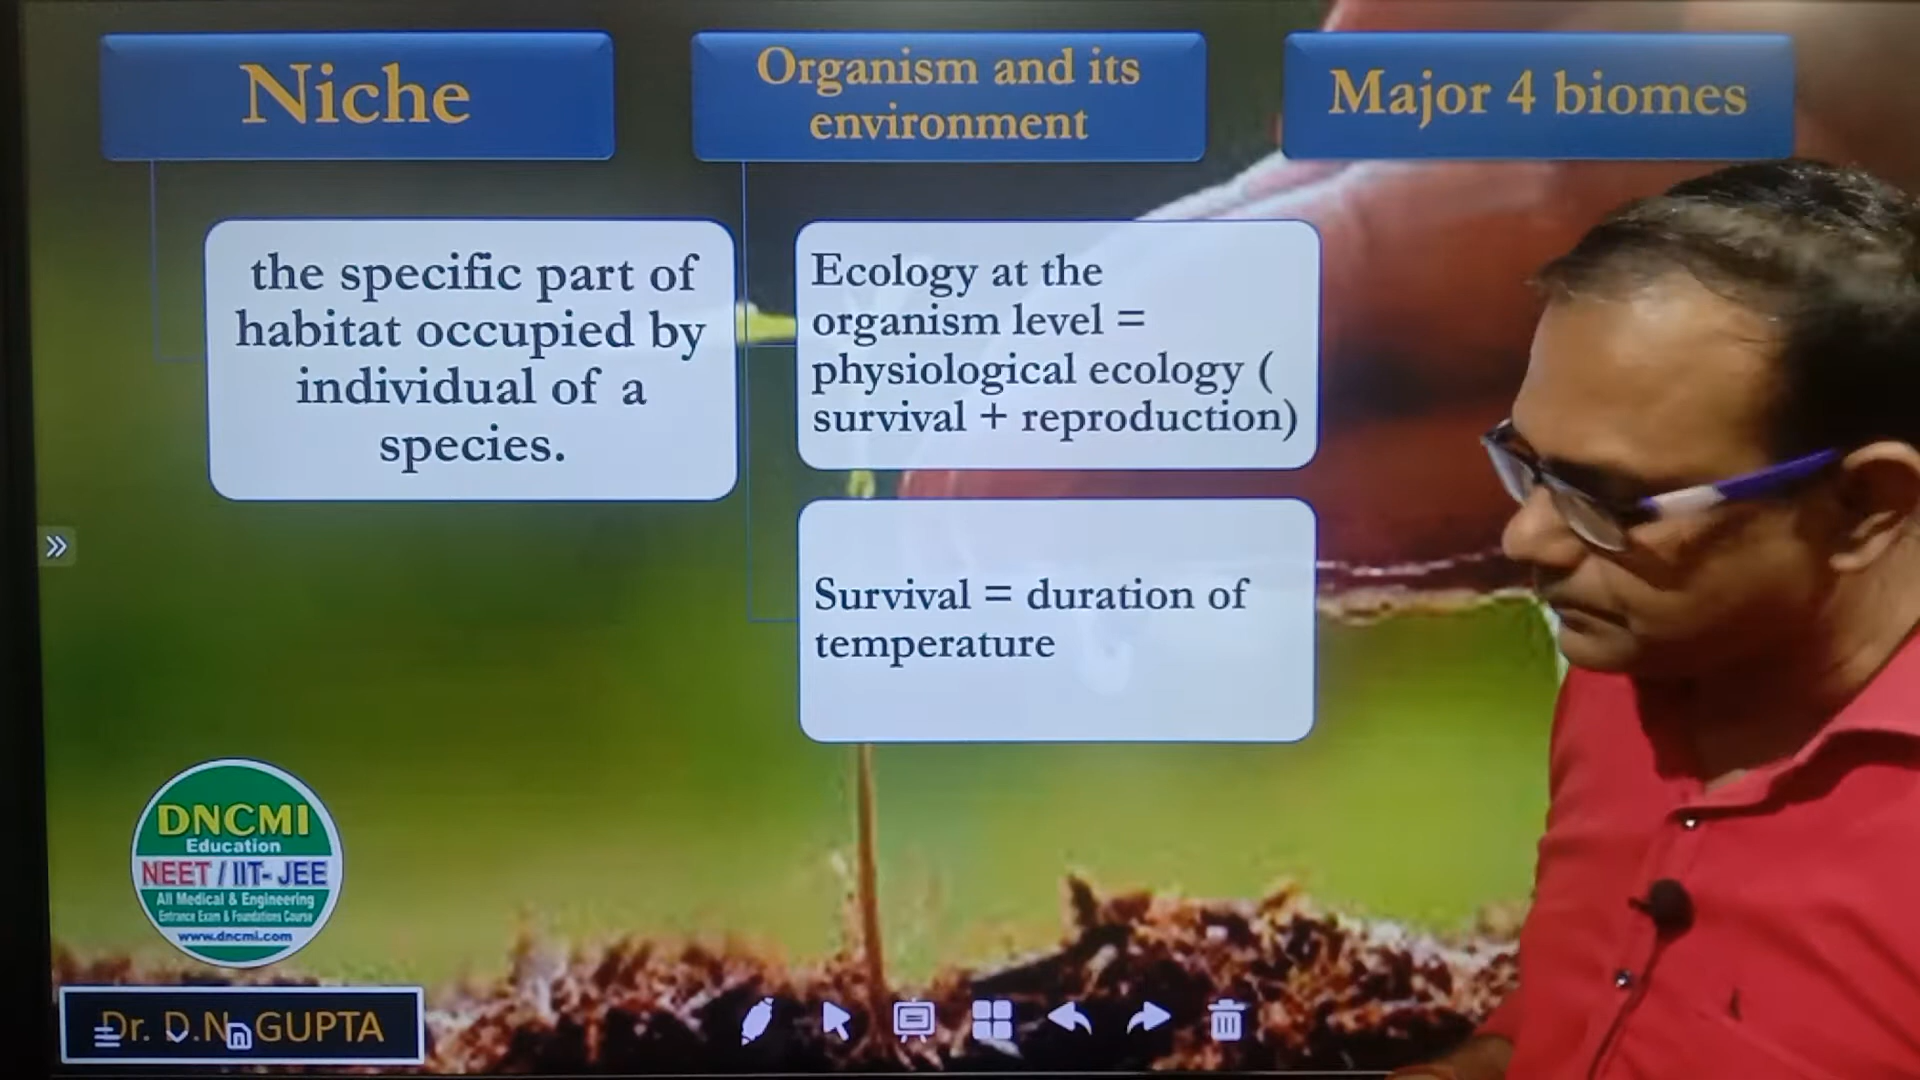 Niche
the specific part of
habitat occupied by
individual of a
species.
Organism and its
environment
Ecology at the
organism level =
physiological ecology (
survival + reproduction)
Survival = duration of
temperature
Major 4 biomes
DNCMI
Education
NEET / IIT- JEE
All Medical & Engineering
Entrance Exam & Foundations Course
www.dncmi.com
Dr. D.N. GUPTA